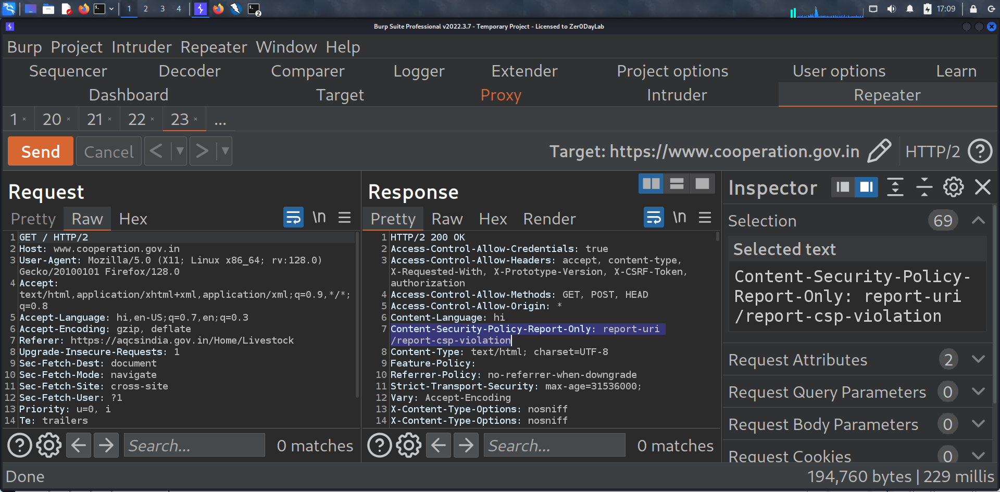 1 2 3 4 2 17:09
Burp Suite Professional v2022.3.7 - Temporary Project - Licensed to Zer0DayLab
Burp Project Intruder Repeater Window Help
Sequencer Decoder Comparer Logger Extender Project options User options Learn
Dashboard Target Proxy Intruder Repeater
1 × 20 × 21 × 22 × 23 × ...
Send Cancel < > Target: https://www.cooperation.gov.in HTTP/2 ?
Request
Pretty Raw Hex \n
1 GET / HTTP/2
2 Host: www.cooperation.gov.in
3 User-Agent: Mozilla/5.0 (X11; Linux x86_64; rv:128.0)
Gecko/20100101 Firefox/128.0
4 Accept:
text/html,application/xhtml+xml,application/xml;q=0.9,*/*;
q=0.8
5 Accept-Language: hi,en-US;q=0.7,en;q=0.3
6 Accept-Encoding: gzip, deflate
7 Referer: https://aqcsindia.gov.in/Home/Livestock
8 Upgrade-Insecure-Requests: 1
9 Sec-Fetch-Dest: document
10 Sec-Fetch-Mode: navigate
11 Sec-Fetch-Site: cross-site
12 Sec-Fetch-User: ?1
13 Priority: u=0, i
14 Te: trailers
? Search... 0 matches
Response
Pretty Raw Hex Render \n
1 HTTP/2 200 OK
2 Access-Control-Allow-Credentials: true
3 Access-Control-Allow-Headers: accept, content-type,
X-Requested-With, X-Prototype-Version, X-CSRF-Token,
authorization
4 Access-Control-Allow-Methods: GET, POST, HEAD
5 Access-Control-Allow-Origin: *
6 Content-Language: hi
7 Content-Security-Policy-Report-Only: report-uri
/report-csp-violation
8 Content-Type: text/html; charset=UTF-8
9 Feature-Policy:
10 Referrer-Policy: no-referrer-when-downgrade
11 Strict-Transport-Security: max-age=31536000;
12 Vary: Accept-Encoding
13 X-Content-Type-Options: nosniff
14 X-Content-Type-Options: nosniff
? Search... 0 matches
Inspector
Selection 69
Selected text
Content-Security-Policy-
Report-Only: report-uri
/report-csp-violation
Request Attributes 2
Request Query Parameters 0
Request Body Parameters 0
Request Cookies 0
Done 194,760 bytes | 229 millis